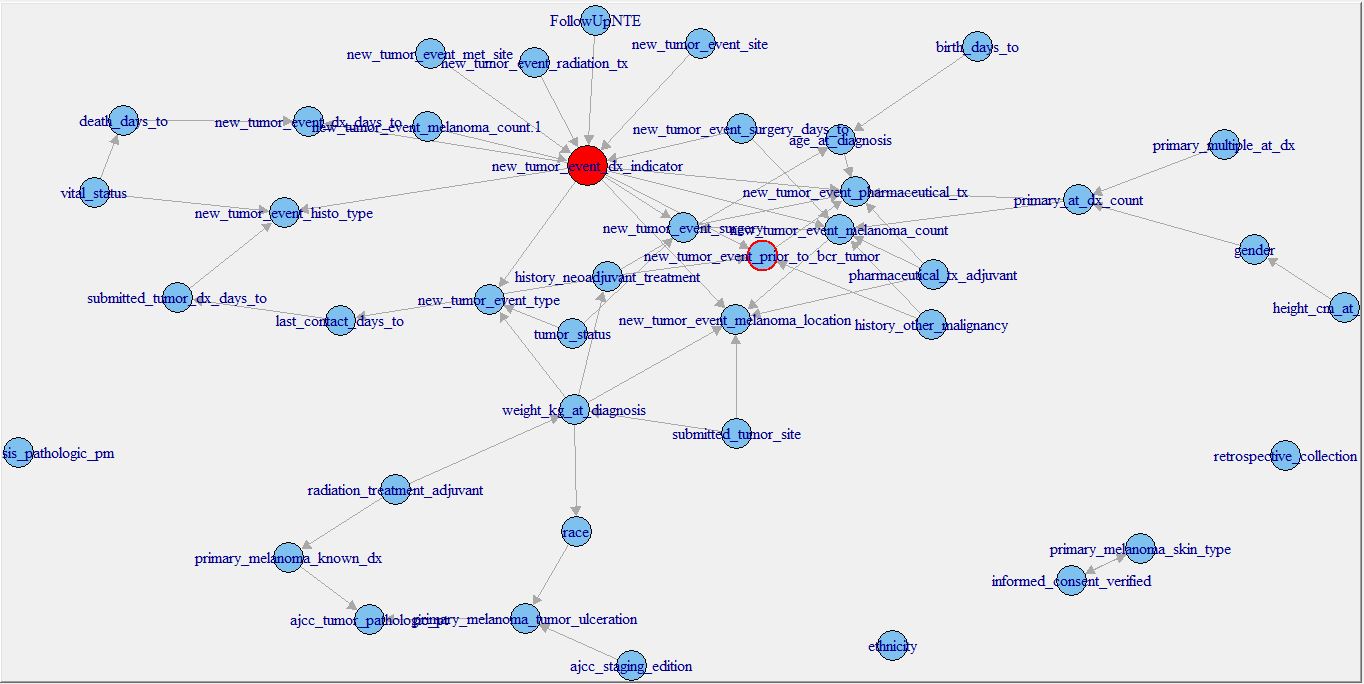 FollowUpNTE
new_tumor_event_site
birth_days_to
new_tumor_event_met_site
new_tumor_event_radiation_tx
death_days_to
new_tumor_event_dx_days_to
new_tumor_event_melanoma_count.1
new_tumor_event_surgery_days_to
age_at_diagnosis
primary_multiple_at_dx
new_tumor_event_dx_indicator
vital_status
new_tumor_event_pharmaceutical_tx
primary_at_dx_count
new_tumor_event_histo_type
new_tumor_event_surgery
new_tumor_event_melanoma_count
gender
new_tumor_event_prior_to_bcr_tumor
history_neoadjuvant_treatment
pharmaceutical_tx_adjuvant
submitted_tumor_dx_days_to
new_tumor_event_type
height_cm_at_
last_contact_days_to
new_tumor_event_melanoma_location
history_other_malignancy
tumor_status
weight_kg_at_diagnosis
submitted_tumor_site
sis_pathologic_pm
retrospective_collection
radiation_treatment_adjuvant
race
primary_melanoma_known_dx
primary_melanoma_skin_type
informed_consent_verified
ajcc_tumor_pathologic_pt
primary_melanoma_tumor_ulceration
ethnicity
ajcc_staging_edition